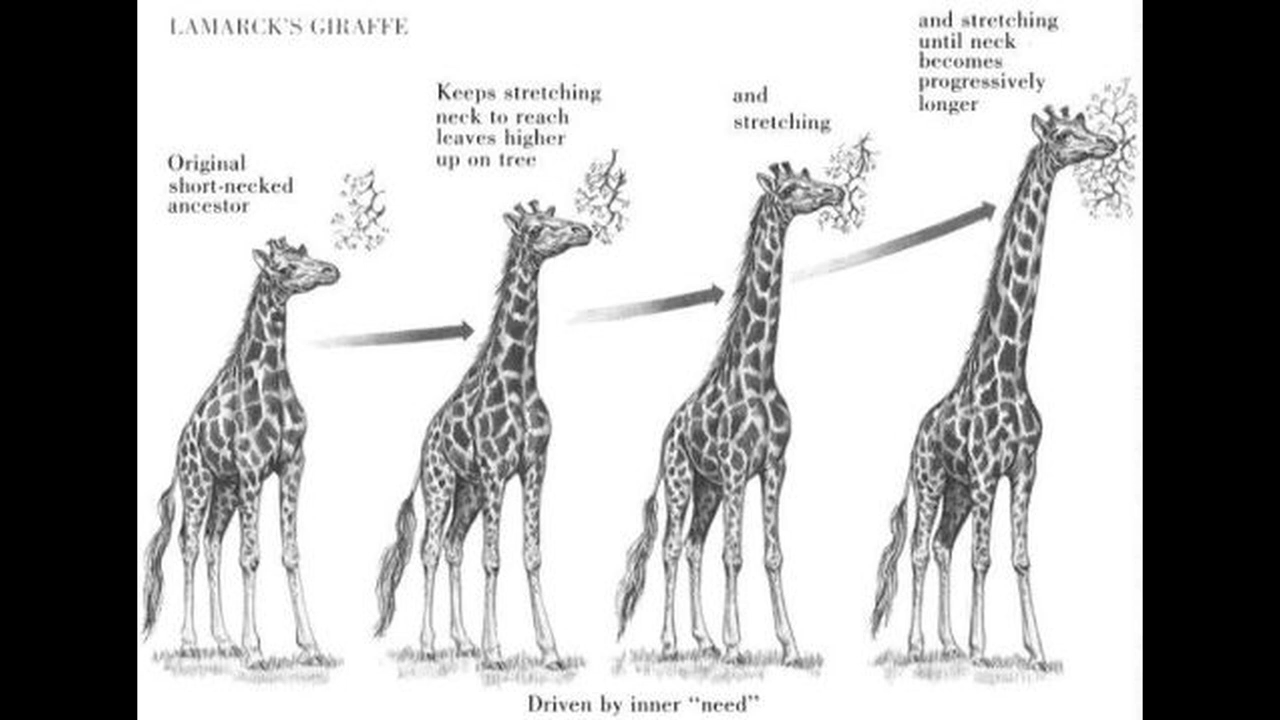 LAMARCK'S GIRAFFE
Original
short-necked
ancestor
Keeps stretching
neck to reach
leaves higher
up on tree
and
stretching
and stretching
until neck
becomes
progressively
longer
Driven by inner “need”